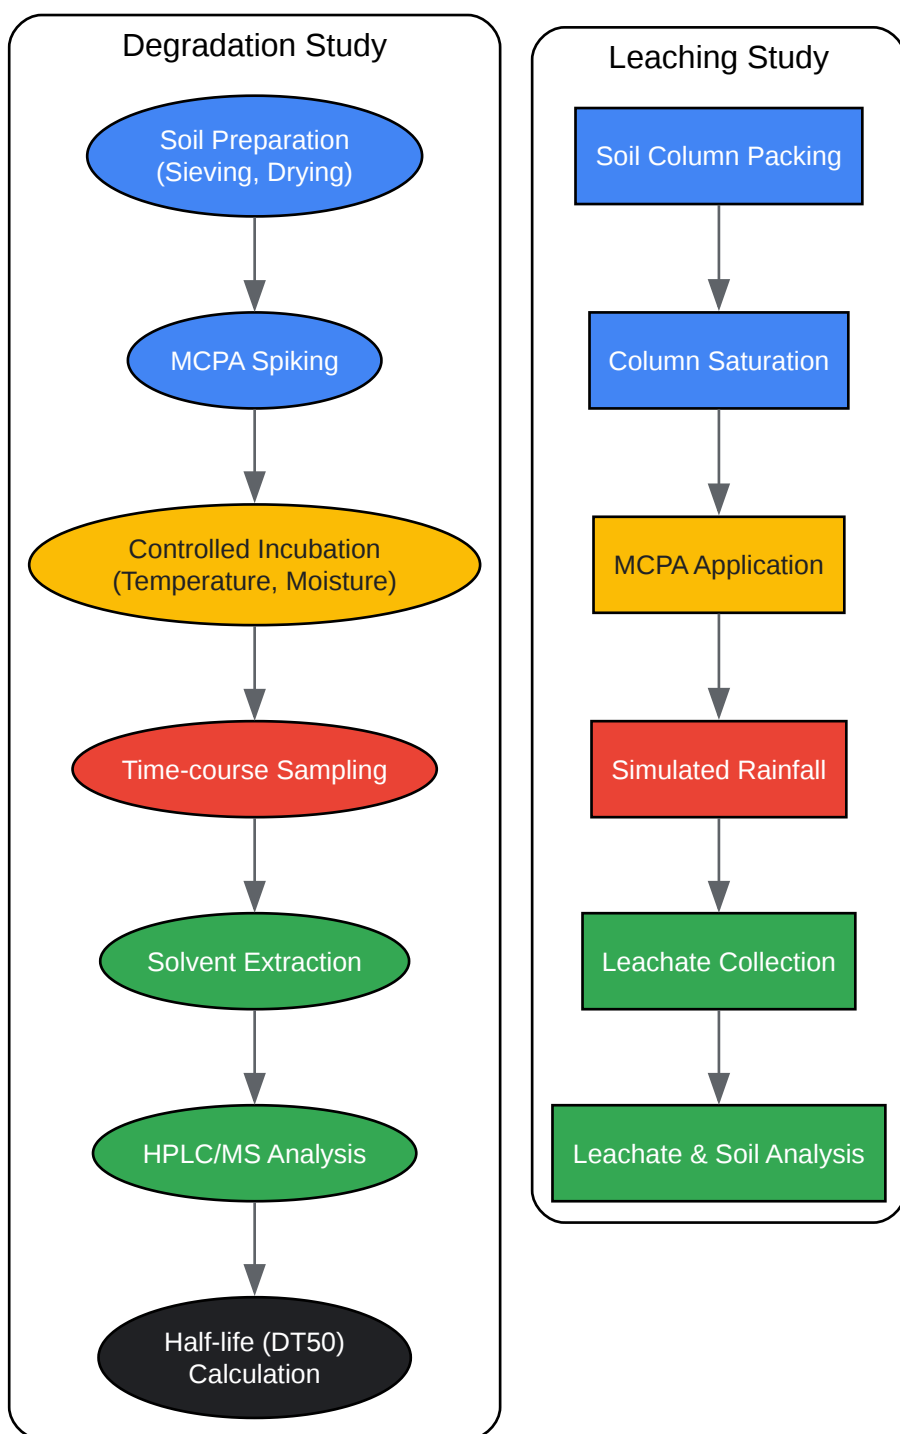 Degradation Study
Soil Preparation
(Sieving, Drying)
MCPA Spiking
Controlled Incubation
(Temperature, Moisture)
Time-course Sampling
Solvent Extraction
HPLC/MS Analysis
Half-life (DT50)
Calculation
Leaching Study
Soil Column Packing
Column Saturation
MCPA Application
Simulated Rainfall
Leachate Collection
Leachate & Soil Analysis